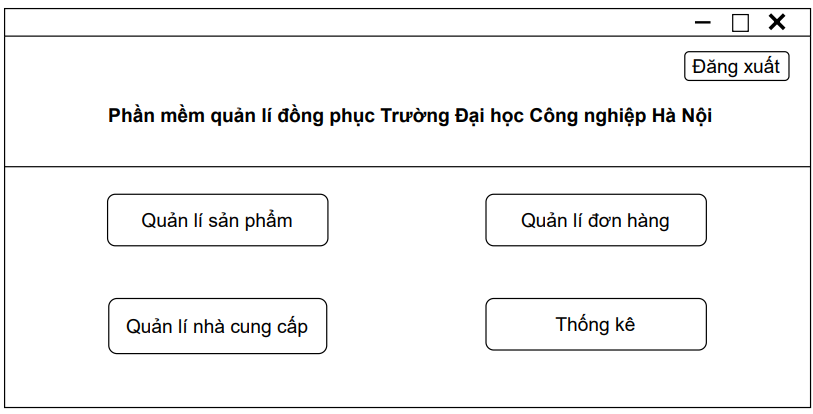 Đăng xuất
Phần mềm quản lí đồng phục Trường Đại học Công nghiệp Hà Nội
Quản lí sản phẩm
Quản lí đơn hàng
Quản lí nhà cung cấp
Thống kê